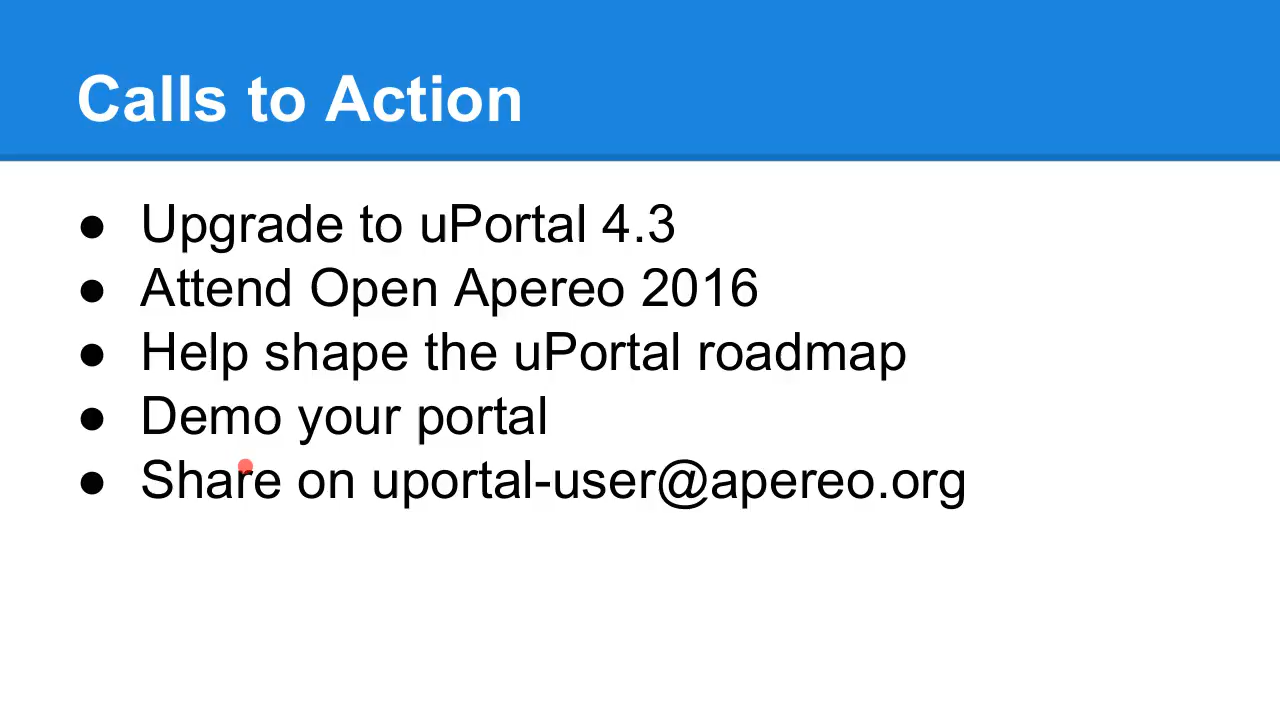 Calls to Action
● Upgrade to uPortal 4.3
● Attend Open Apereo 2016
● Help shape the uPortal roadmap
● Demo your portal
● Share on uportal-user@apereo.org